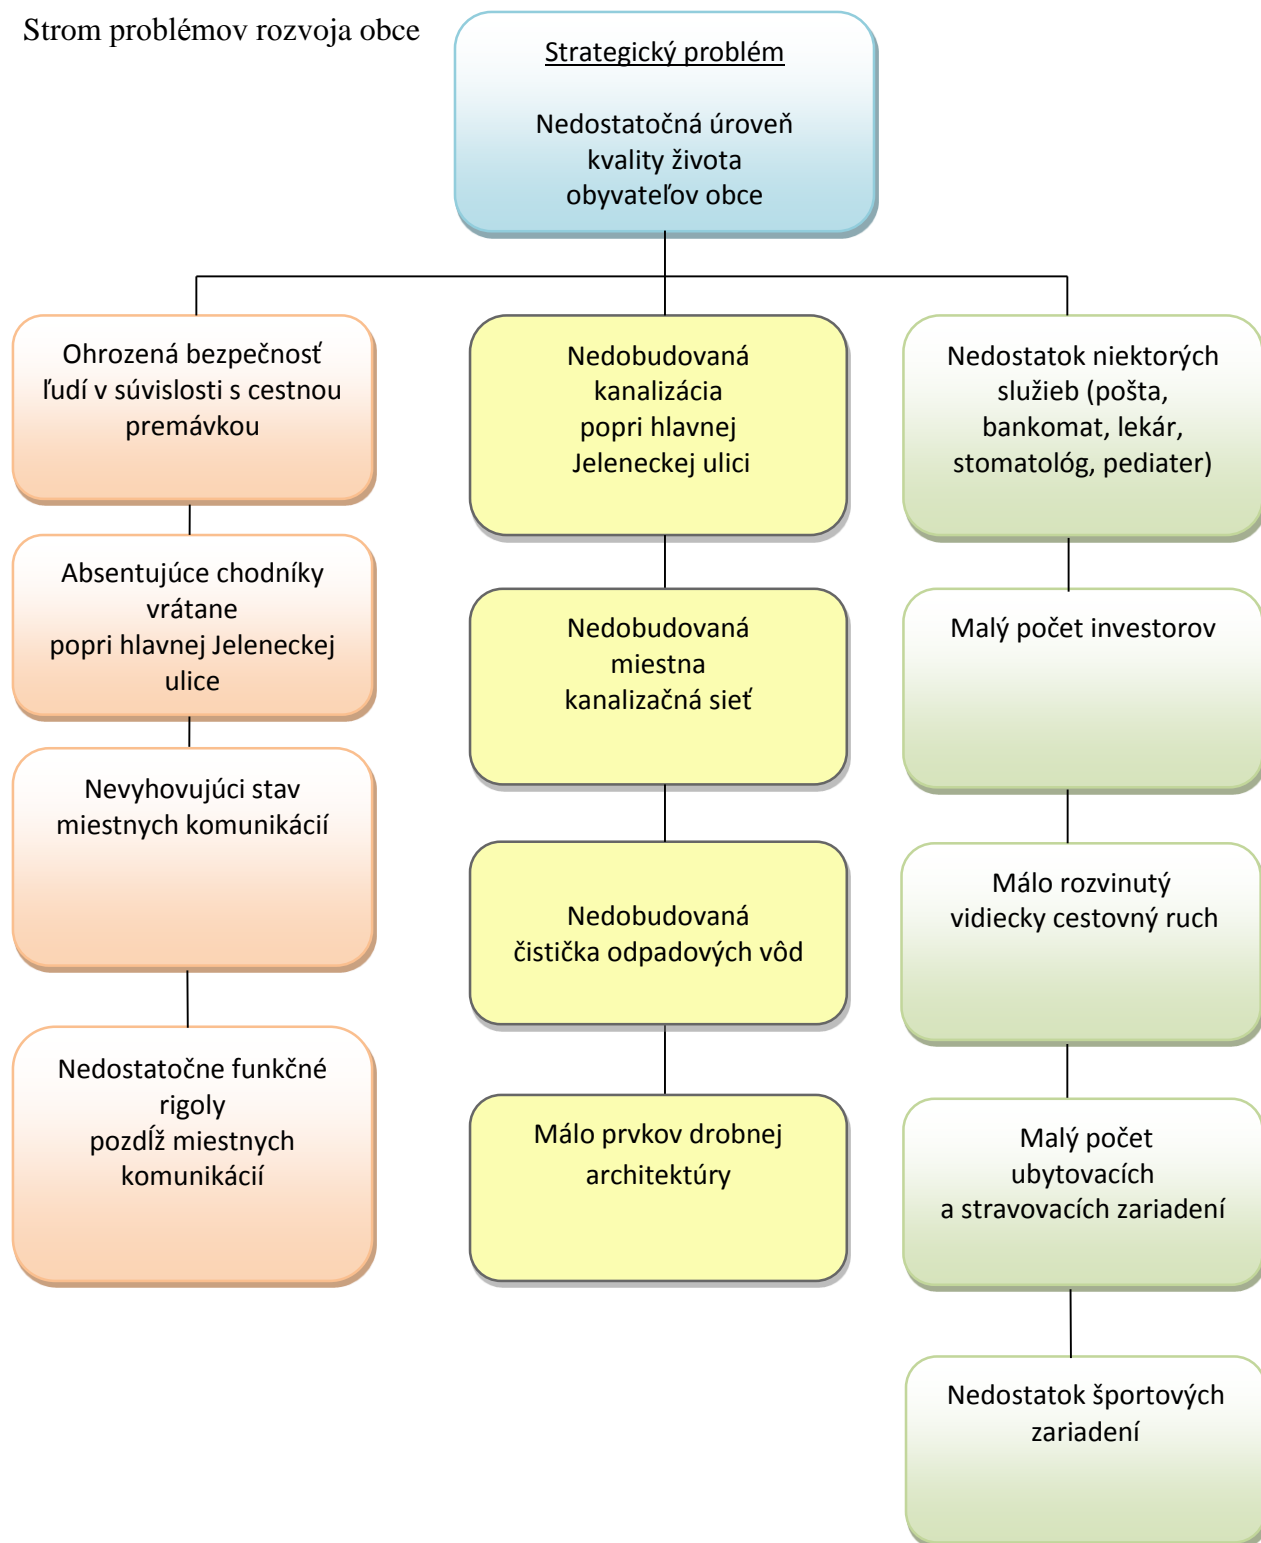 Strom problémov rozvoja obce
Strategický problém
Nedostatočná úroveň
kvality života
obyvateľov obce
Ohrozená bezpečnosť
ľudí v súvislosti s cestnou
premávkou
Absentujúce chodníky
vrátane
popri hlavnej Jeleneckej
ulice
Nevyhovujúci stav
miestnych komunikácií
Nedostatočne funkčné
rigoly
pozdĺž miestnych
komunikácií
Nedobudovaná
kanalizácia
popri hlavnej
Jeleneckej ulici
Nedobudovaná
miestna
kanalizačná sieť
Nedobudovaná
čistička odpadových vôd
Málo prvkov drobnej
architektúry
Nedostatok niektorých
služieb (pošta,
bankomat, lekár,
stomatológ, pediater)
Malý počet investorov
Málo rozvinutý
vidiecky cestovný ruch
Malý počet
ubytovacích
a stravovacích zariadení
Nedostatok športových
zariadení